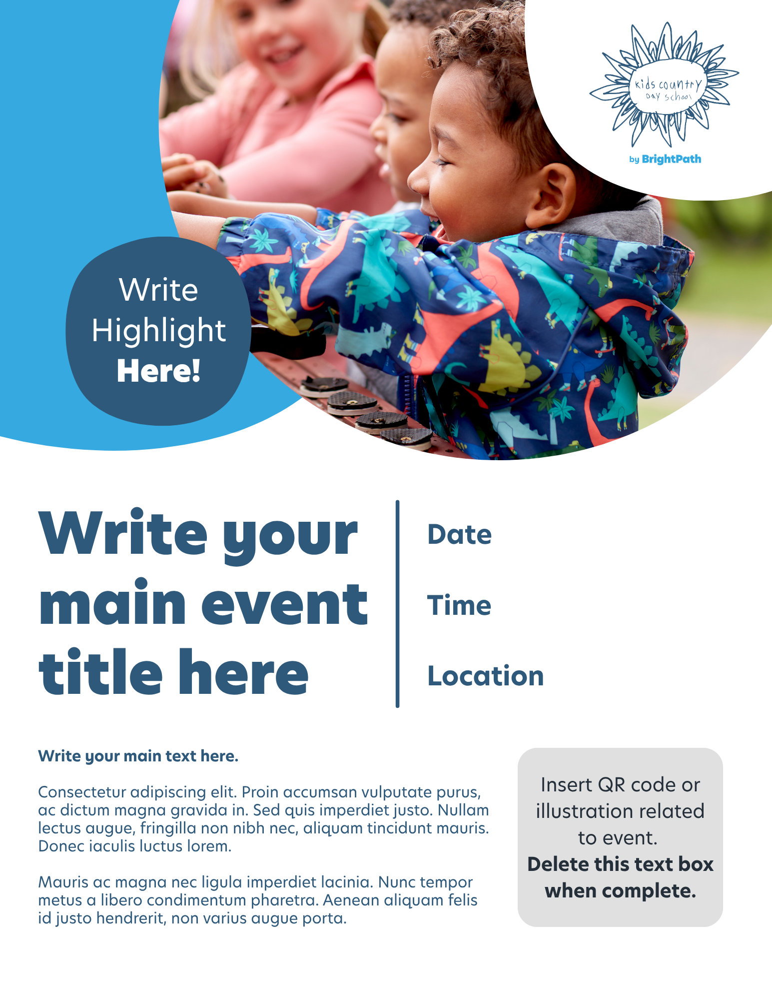 kids country
Day school
by BrightPath
Write
Highlight
Here!
Write your
main event
title here
Date
Time
Location
Write your main text here.
Consectetur adipiscing elit. Proin accumsan vulputate purus,
ac dictum magna gravida in. Sed quis imperdiet justo. Nullam
lectus augue, fringilla non nibh nec, aliquam tincidunt mauris.
Donec iaculis luctus lorem.
Mauris ac magna nec ligula imperdiet lacinia. Nunc tempor
metus a libero condimentum pharetra. Aenean aliquam felis
id justo hendrerit, non varius augue porta.
Insert QR code or
illustration related
to event.
Delete this text box
when complete.